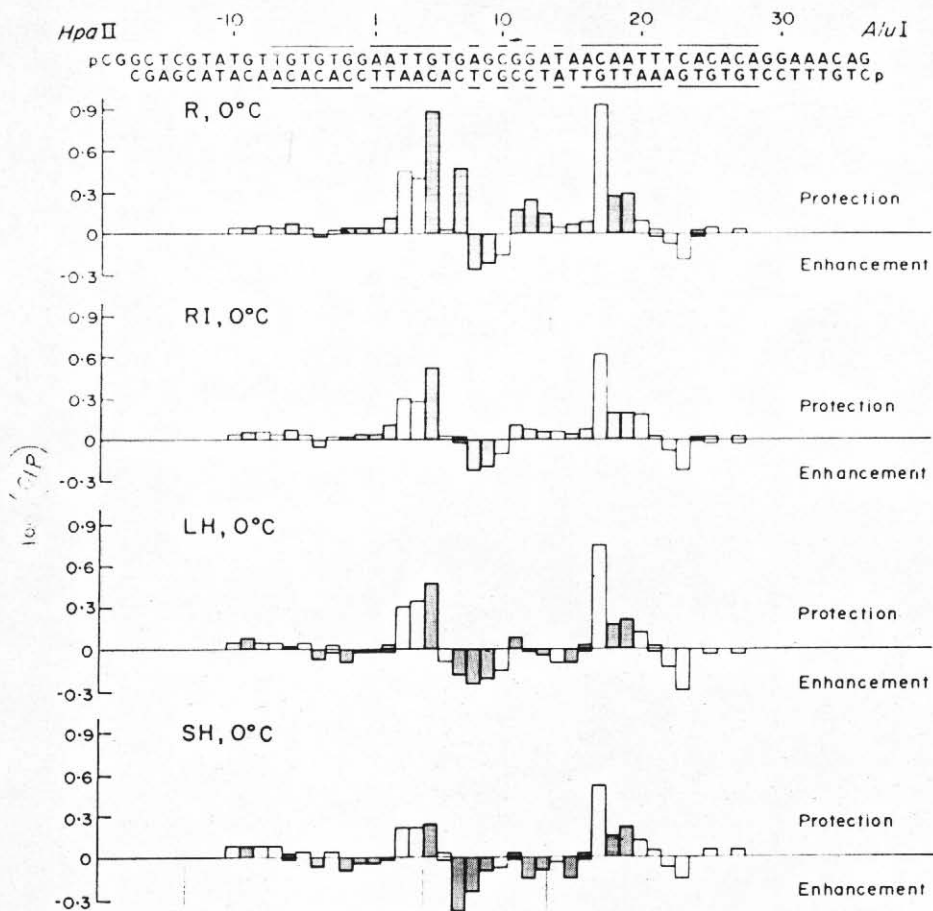 -10 1 10 20 30
Hpa II Alu I
pCGGCTCGTATGTTGTGTGGAATTGTGAGCGGATAACAATTTCACACAGGAAACAG
CGAGCATACAACACACCTTAACACTCGCCTATTGTTAAAGTGTGTCCTTTGTCp
R, 0°C
0·9
0·6
0·3
Protection
0
Enhancement
-0·3
RI, 0°C
0·9
0·6
0·3
Protection
0
Enhancement
-0·3
LH, 0°C
0·9
0·6
0·3
Protection
0
Enhancement
-0·3
SH, 0°C
0·9
0·6
0·3
Protection
0
Enhancement
-0·3